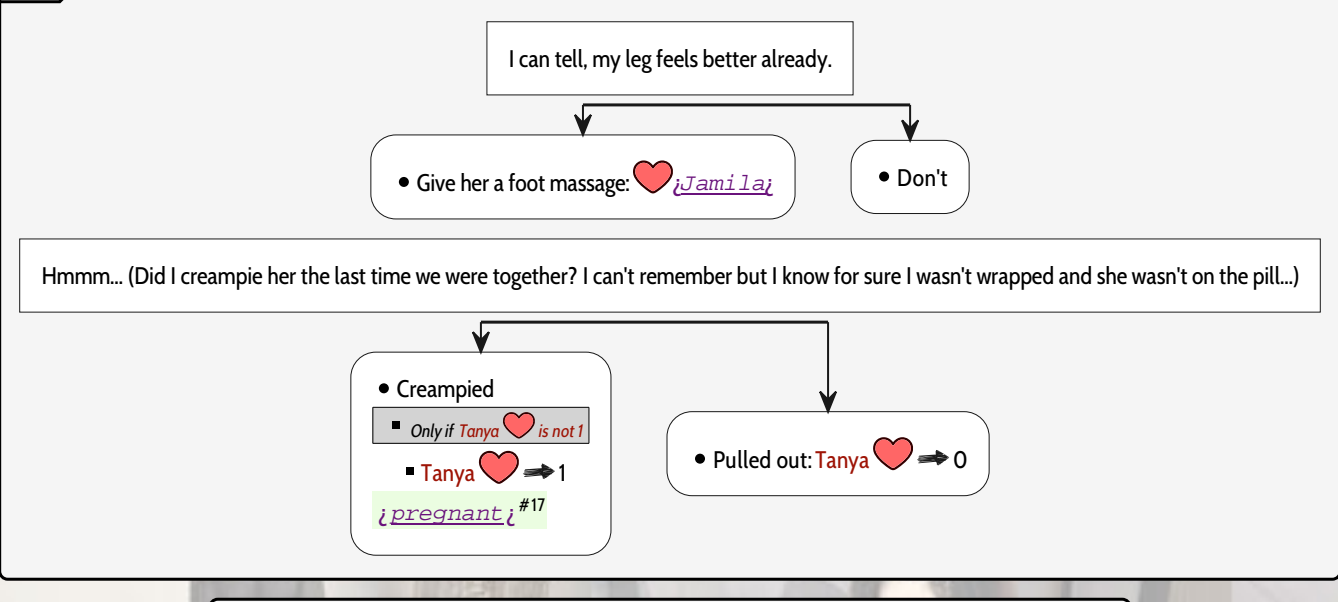 I can tell, my leg feels better already.
• Give her a foot massage: ¿Jamila¿
• Don't
Hmmm... (Did I creampie her the last time we were together? I can't remember but I know for sure I wasn't wrapped and she wasn't on the pill...)
• Creampied
▪ Only if Tanya is not 1
▪ Tanya 1
¿pregnant¿#17
• Pulled out: Tanya 0